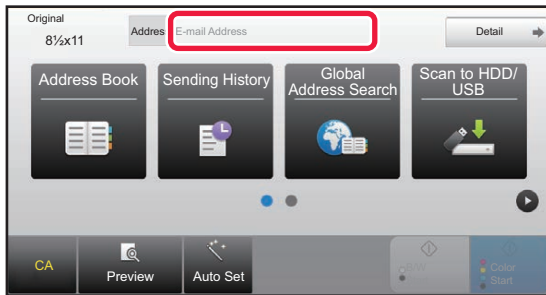 Original
8½x11
Addres
E-mail Address
Detail
Address Book
Sending History
Global
Address Search
Scan to HDD/
USB
CA
Preview
Auto Set
B/W
Start
Color
Start